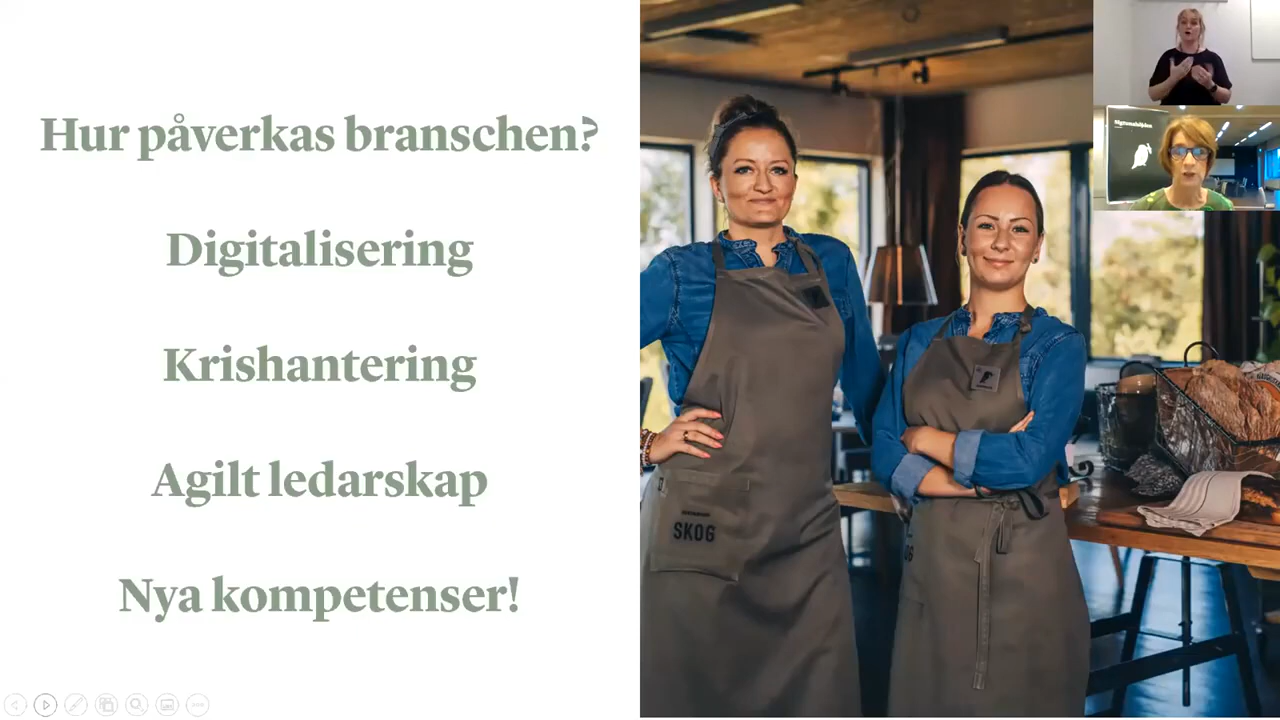 Hur påverkas branschen?
Digitalisering
Krishantering
Agilt ledarskap
Nya kompetenser!
SKOG